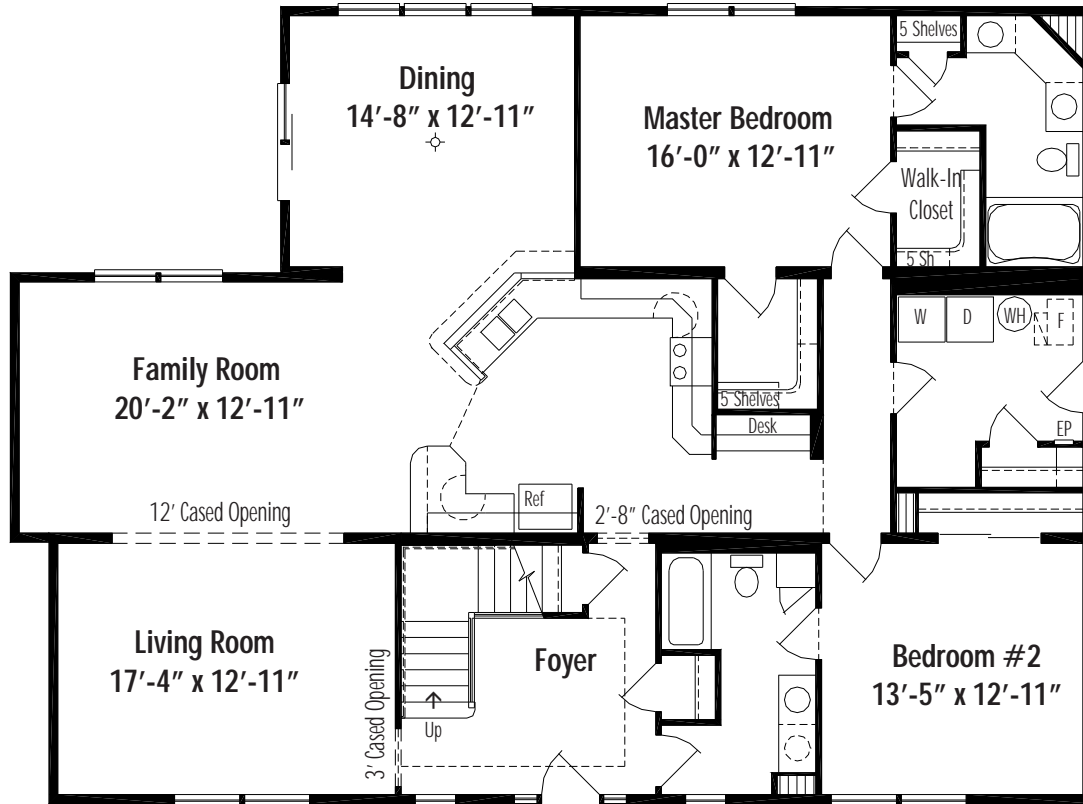 5 Shelves
Dining
14'-8" x 12'-11"
Master Bedroom
16'-0" x 12'-11"
Walk-In
Closet
5 Sh
W
D
WH
F
Family Room
20'-2" x 12'-11"
5 Shelves
Desk
EP
Ref
12' Cased Opening
2'-8" Cased Opening
Living Room
17'-4" x 12'-11"
3' Cased Opening
Up
Foyer
Bedroom #2
13'-5" x 12'-11"